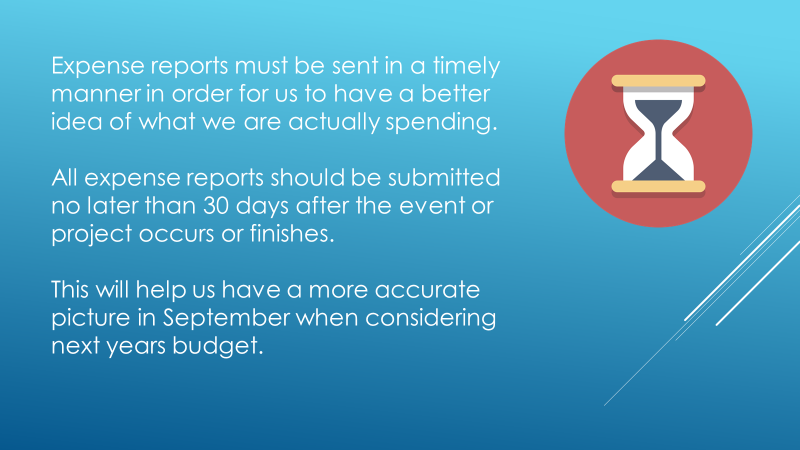 Expense reports must be sent in a timely
manner in order for us to have a better
idea of what we are actually spending.
All expense reports should be submitted
no later than 30 days after the event or
project occurs or finishes.
This will help us have a more accurate
picture in September when considering
next years budget.